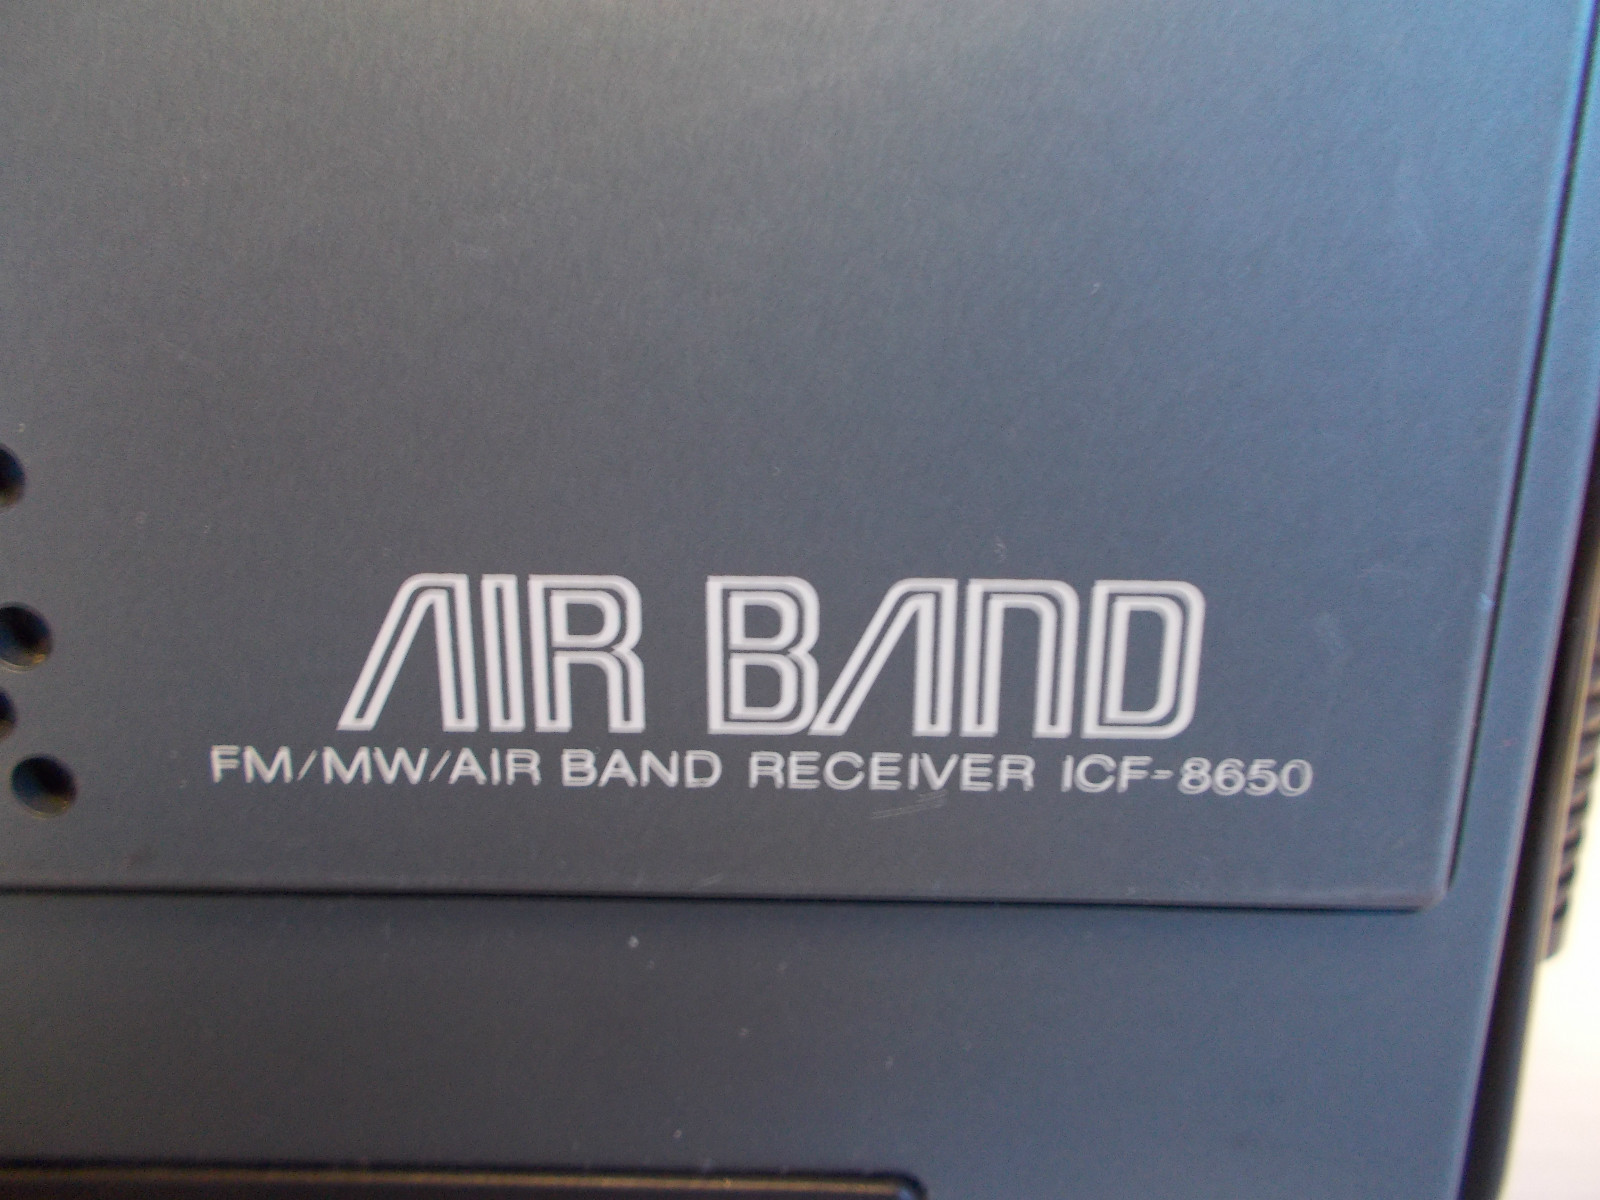 AIR BAND
FM/MW/AIR BAND RECEIVER ICF-8650